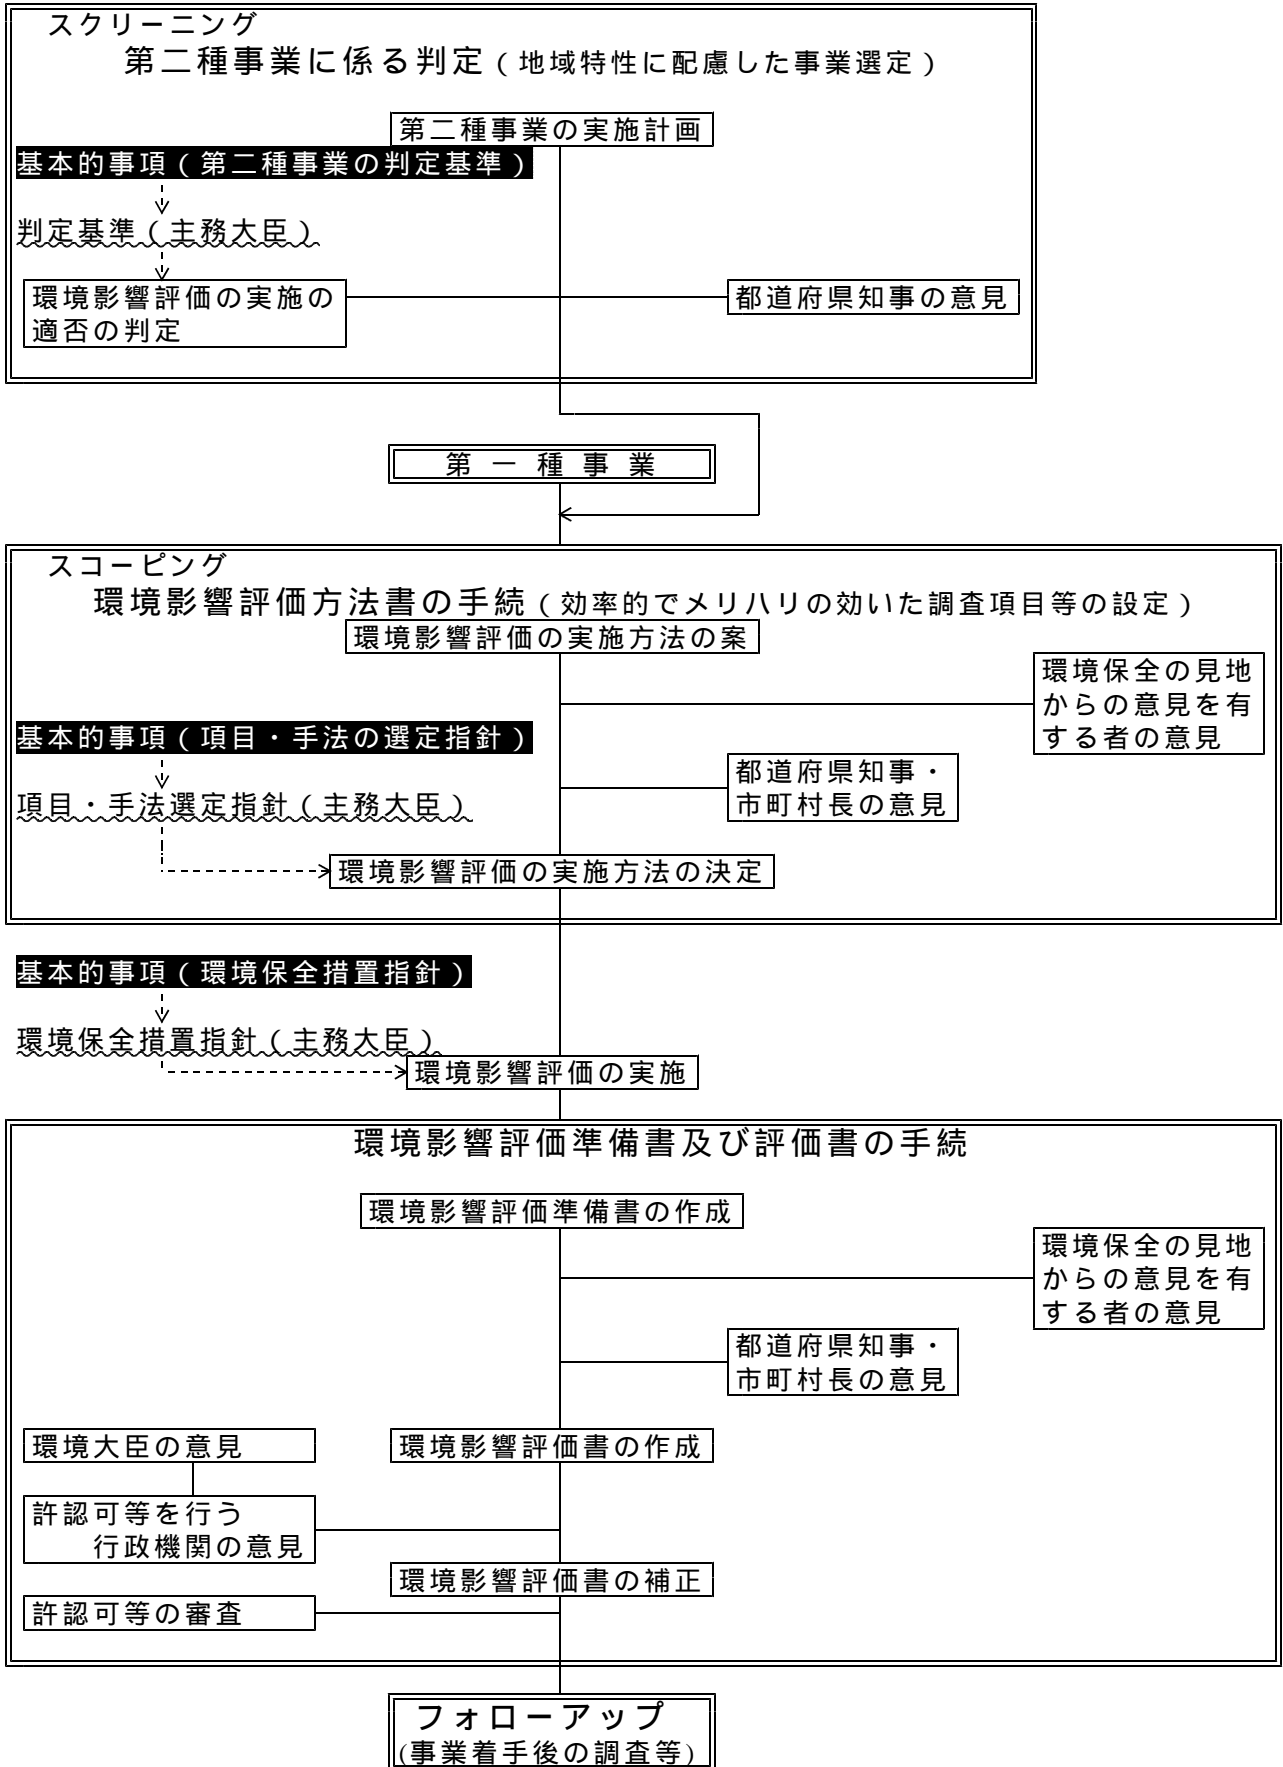 スクリーニング
第二種事業に係る判定(地域特性に配慮した事業選定)
第二種事業の実施計画
基本的事項(第二種事業の判定基準)
判定基準(主務大臣)
環境影響評価の実施の
適否の判定
都道府県知事の意見
第一種事業
スコーピング
環境影響評価方法書の手続(効率的でメリハリの効いた調査項目等の設定)
環境影響評価の実施方法の案
環境保全の見地
からの意見を有
する者の意見
基本的事項(項目・手法の選定指針)
都道府県知事・
市町村長の意見
項目・手法選定指針(主務大臣)
環境影響評価の実施方法の決定
基本的事項(環境保全措置指針)
環境保全措置指針(主務大臣)
環境影響評価の実施
環境影響評価準備書及び評価書の手続
環境影響評価準備書の作成
環境保全の見地
からの意見を有
する者の意見
都道府県知事・
市町村長の意見
環境大臣の意見
環境影響評価書の作成
許認可等を行う
行政機関の意見
環境影響評価書の補正
許認可等の審査
フォローアップ
(事業着手後の調査等)